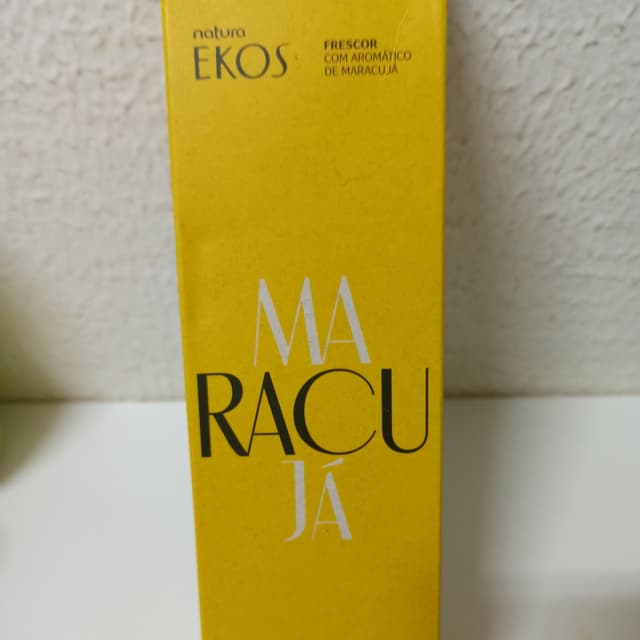 natura
EKOS
FRESCOR
COM AROMÁTICO
DE MARACUJÁ
MA
RACU
JÁ